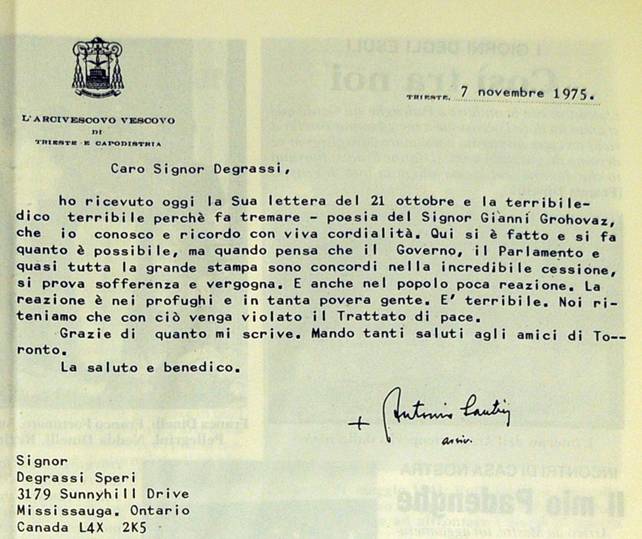 L'ARCIVESCOVO VESCOVO
DI
TRIESTE E CAPODISTRIA
TRIESTE, 7 novembre 1975.
Caro Signor Degrassi,
ho ricevuto oggi la Sua lettera del 21 ottobre e la terribile-
dico terribile perchè fa tremare - poesia del Signor Gianni Grohovaz,
che io conosco e ricordo con viva cordialità. Qui si è fatto e si fa
quanto è possibile, ma quando pensa che il Governo, il Parlamento e
quasi tutta la grande stampa sono concordi nella incredibile cessione,
si prova sofferenza e vergogna. E anche nel popolo poca reazione. La
reazione è nei profughi e in tanta povera gente. E' terribile. Noi ri-
teniamo che con ciò venga violato il Trattato di pace.
Grazie di quanto mi scrive. Mando tanti saluti agli amici di To--
ronto.
La saluto e benedico.
+ Antonio Santin
arciv.
Signor
Degrassi Speri
3179 Sunnyhill Drive
Mississauga. Ontario
Canada L4X 2K5
I GIORNI DEGLI ESULI
Così tra noi
Franca Dinelli, Franco
Pellegrini, Nedda Dinelli,
INCONTRI DI CASA NOSTRA
Il mio Padenghe